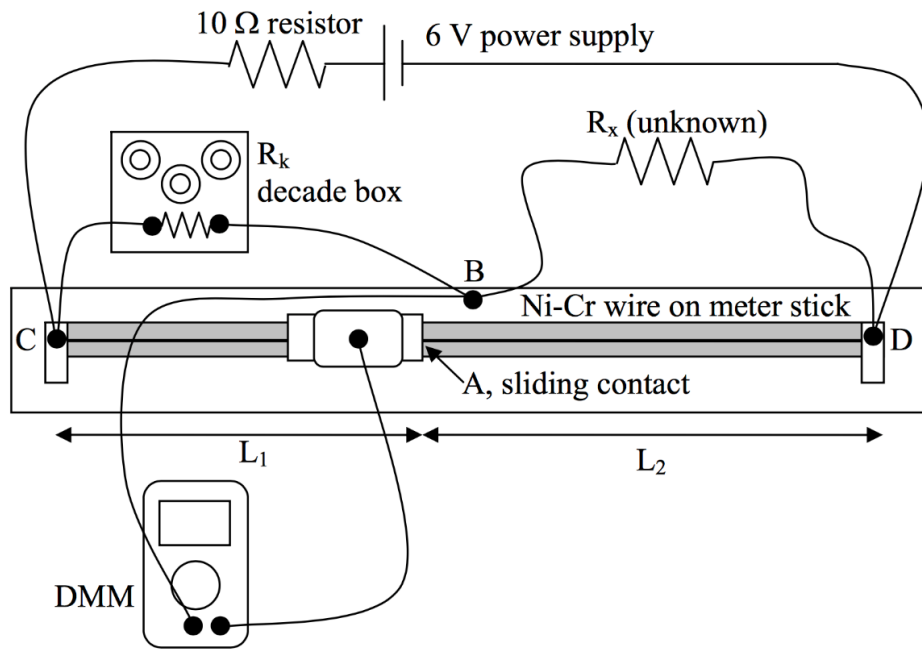 10 Ω resistor
6 V power supply
R_k
decade box
R_x (unknown)
B
Ni-Cr wire on meter stick
C
D
A, sliding contact
L_1
L_2
DMM